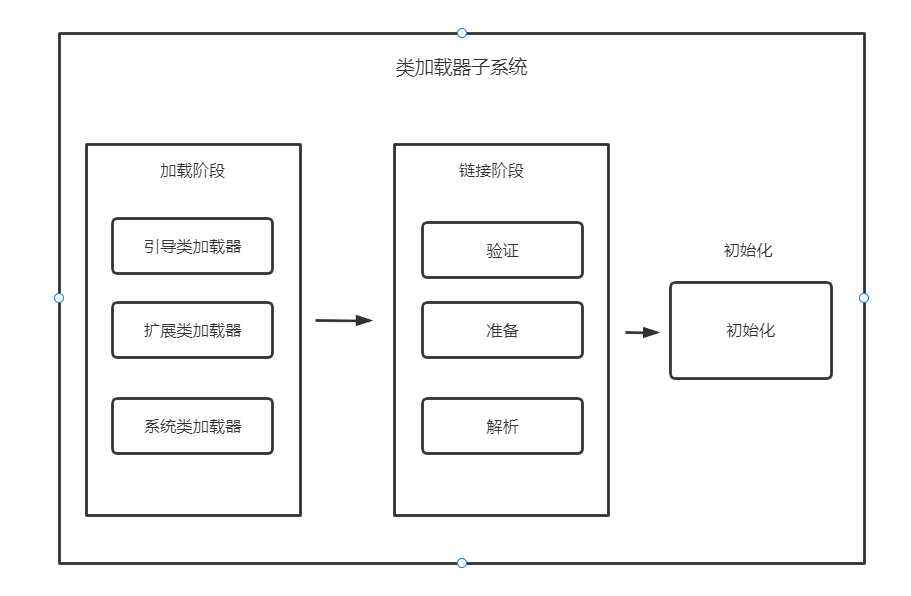 类加载器子系统
加载阶段
引导类加载器
扩展类加载器
系统类加载器
链接阶段
验证
准备
解析
初始化
初始化